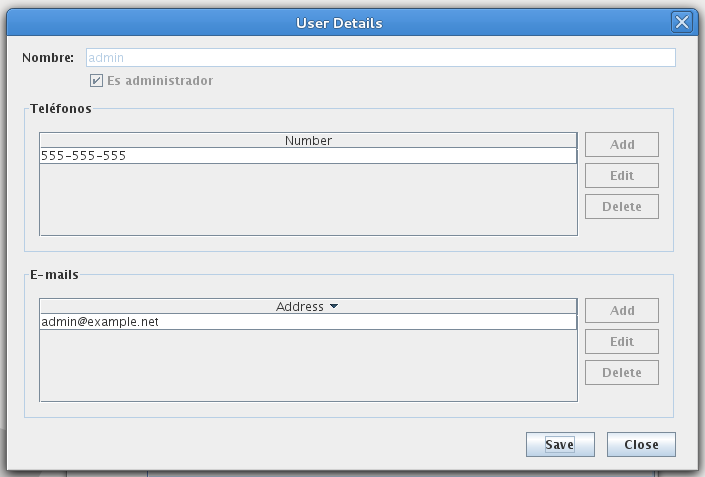 User Details
Nombre: admin
Es administrador
Teléfonos
Number
555-555-555
Add
Edit
Delete
E-mails
Address
admin@example.net
Add
Edit
Delete
Save Close